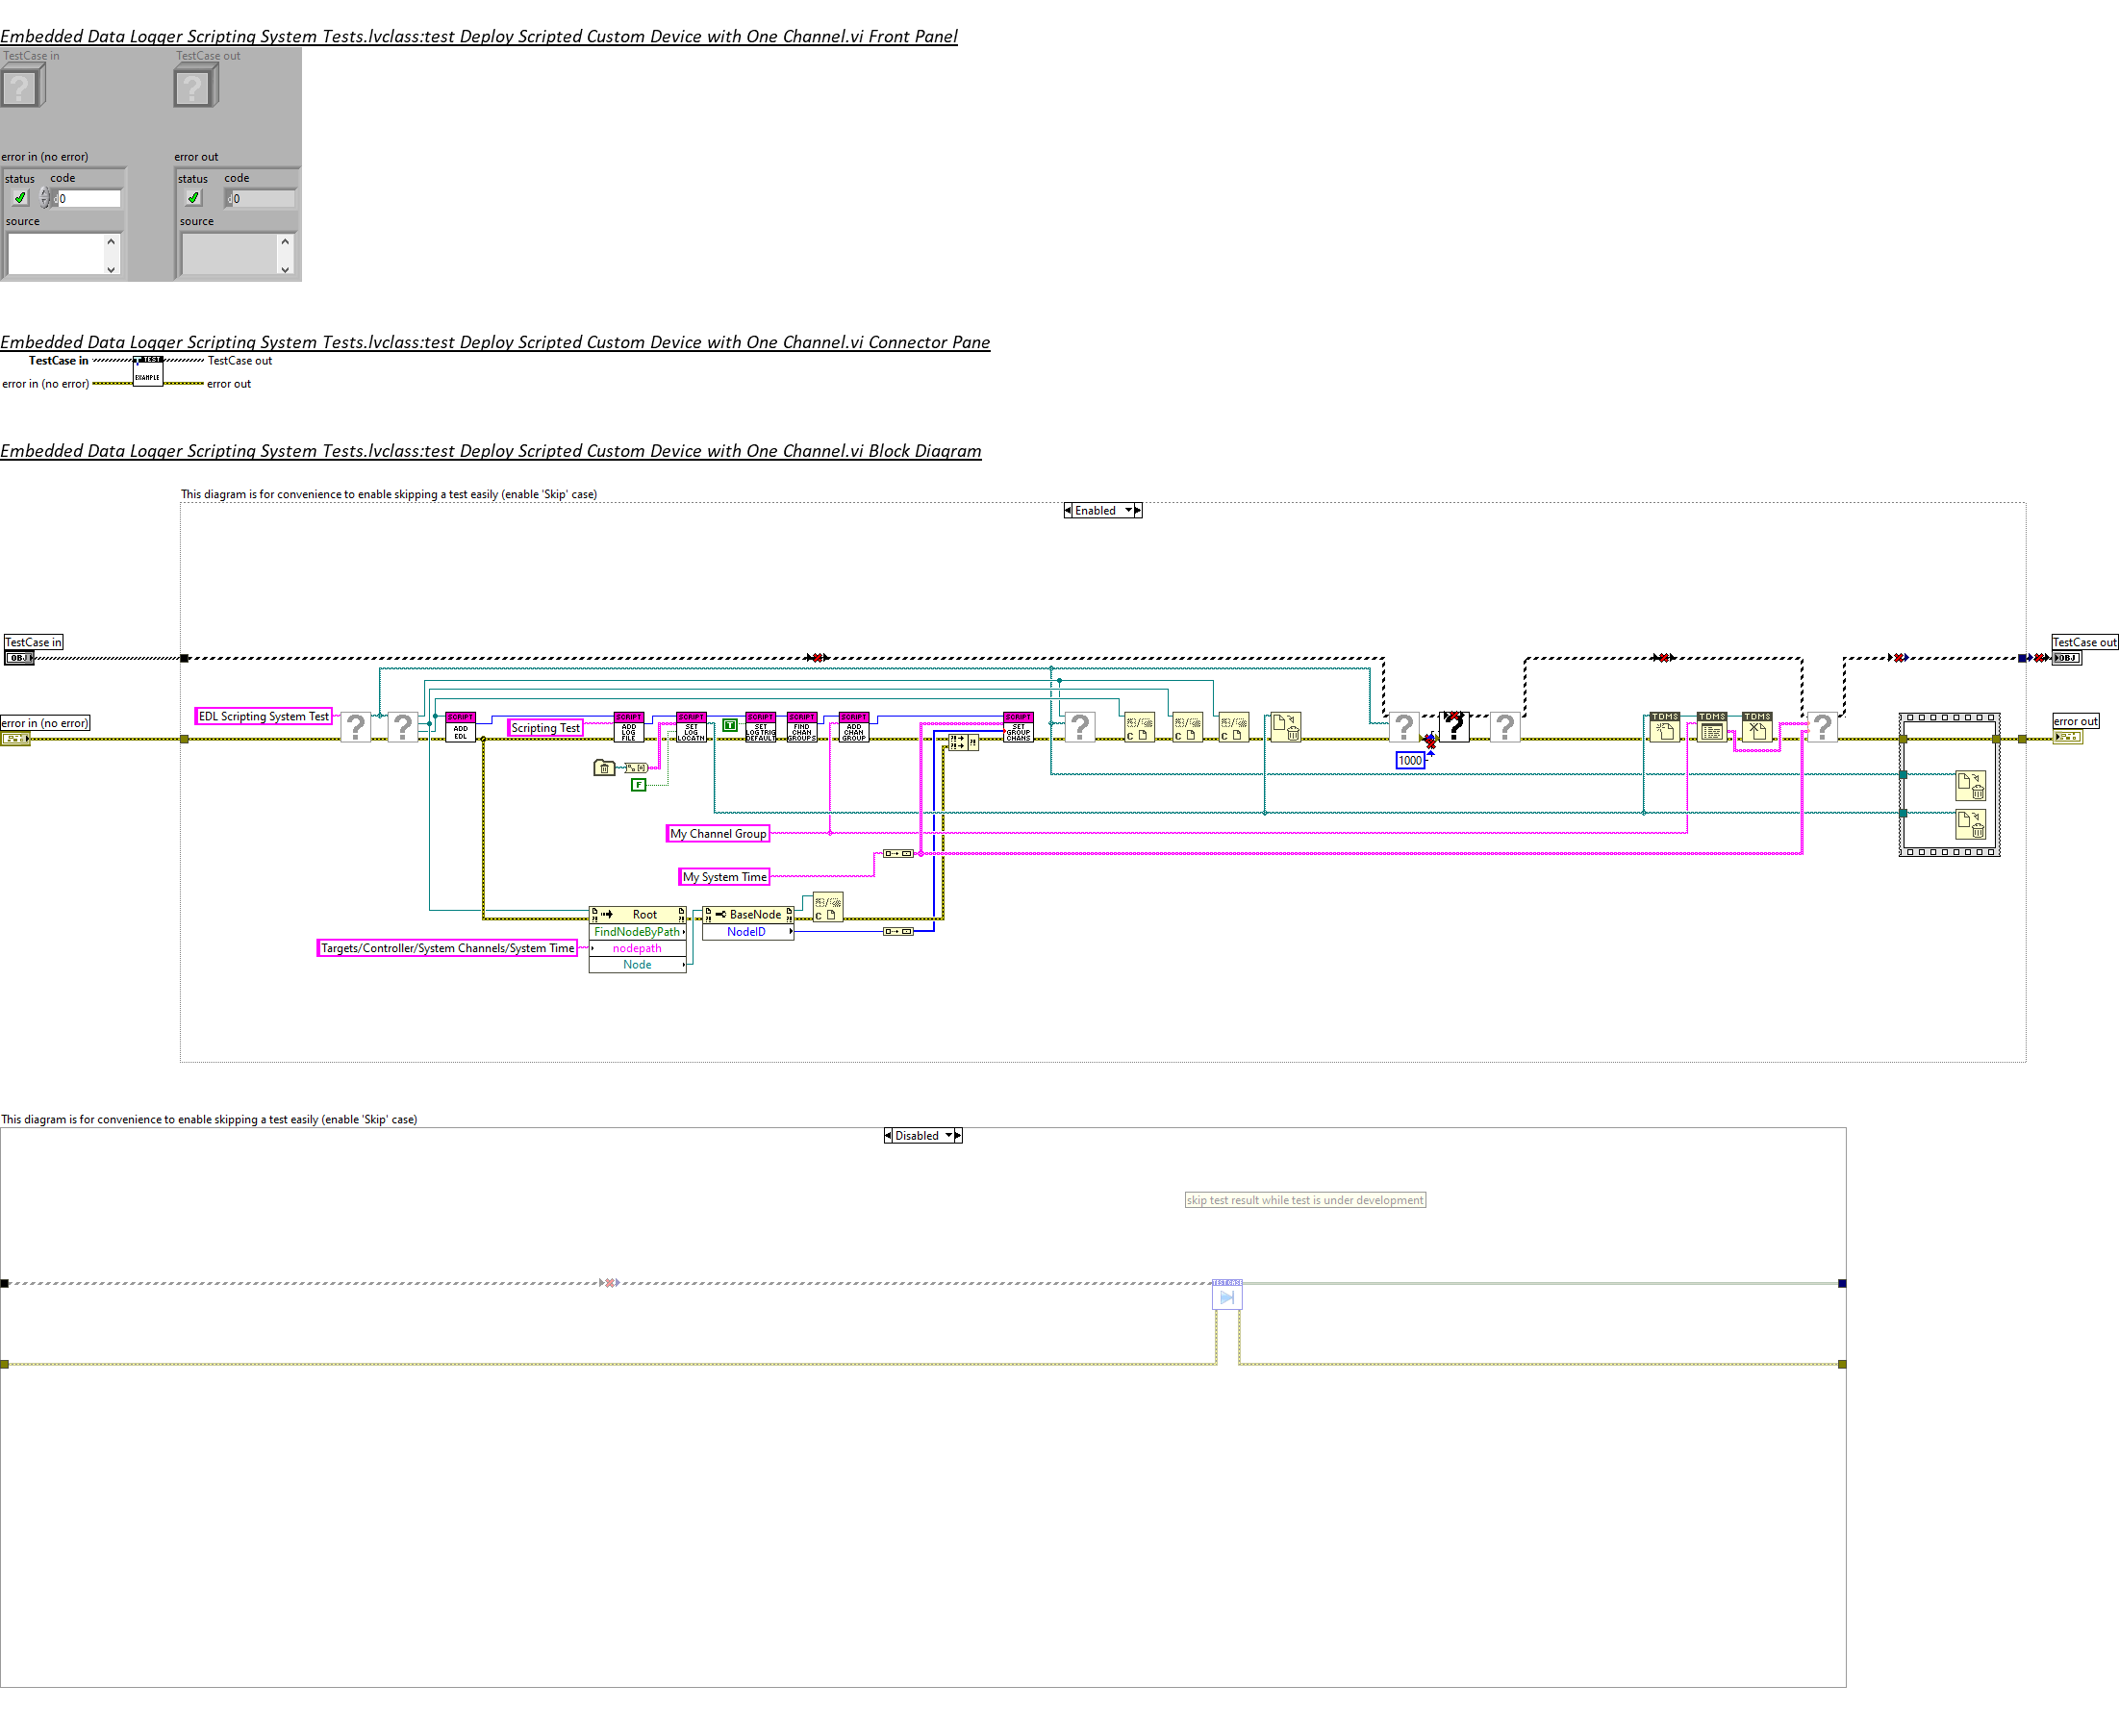 Embedded Data Logger Scripting System Tests.lvclass:test Deploy Scripted Custom Device with One Channel.vi Front Panel
TestCase in
TestCase out
?
?
error in (no error)
error out
status
code
status
code
0
0
source
source
Embedded Data Logger Scripting System Tests.lvclass:test Deploy Scripted Custom Device with One Channel.vi Connector Pane
TestCase in
TEST
TestCase out
error in (no error)
EXAMPLE
error out
Embedded Data Logger Scripting System Tests.lvclass:test Deploy Scripted Custom Device with One Channel.vi Block Diagram
This diagram is for convenience to enable skipping a test easily (enable 'Skip' case)
Enabled
TestCase in
OBJ
TestCase out
OBJ
error in (no error)
error out
EDL Scripting System Test
?
?
SCRIPT
ADD
EDL
Scripting Test
SCRIPT
ADD
LOG
FILE
SCRIPT
SET
LOG
LOCATN
T
SCRIPT
SET
LOGTRIG
DEFAULT
SCRIPT
FIND
CHAN
GROUPS
SCRIPT
ADD
CHAN
GROUP
SCRIPT
SET
GROUP
CHANS
?
C
C
C
?
?
?
TDMS
TDMS
TDMS
?
F
1000
My Channel Group
My System Time
Root
FindNodeByPath
nodepath
Node
BaseNode
NodeID
C
Targets/Controller/System Channels/System Time
This diagram is for convenience to enable skipping a test easily (enable 'Skip' case)
Disabled
skip test result while test is under development
TESTCASE